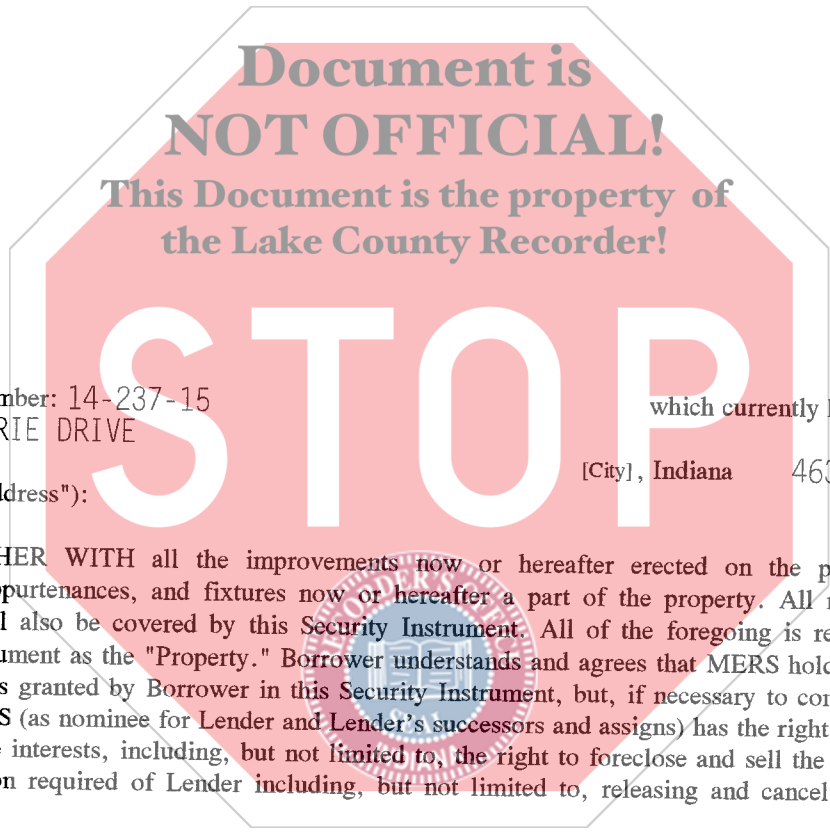 Document is
NOT OFFICIAL!
This Document is the property of
the Lake County Recorder!
STOP
mber: 14-237-15
which currently
RIE DRIVE
[City], Indiana 463
ddress"):
HER WITH all the improvements now or hereafter erected on the p
ppurtenances, and fixtures now or hereafter a part of the property. All r
l also be covered by this Security Instrument. All of the foregoing is re
ument as the "Property." Borrower understands and agrees that MERS hold
s granted by Borrower in this Security Instrument, but, if necessary to con
S (as nominee for Lender and Lender's successors and assigns) has the right
e interests, including, but not limited to, the right to foreclose and sell the
on required of Lender including, but not limited to, releasing and cancel
SEAL
INDIANA